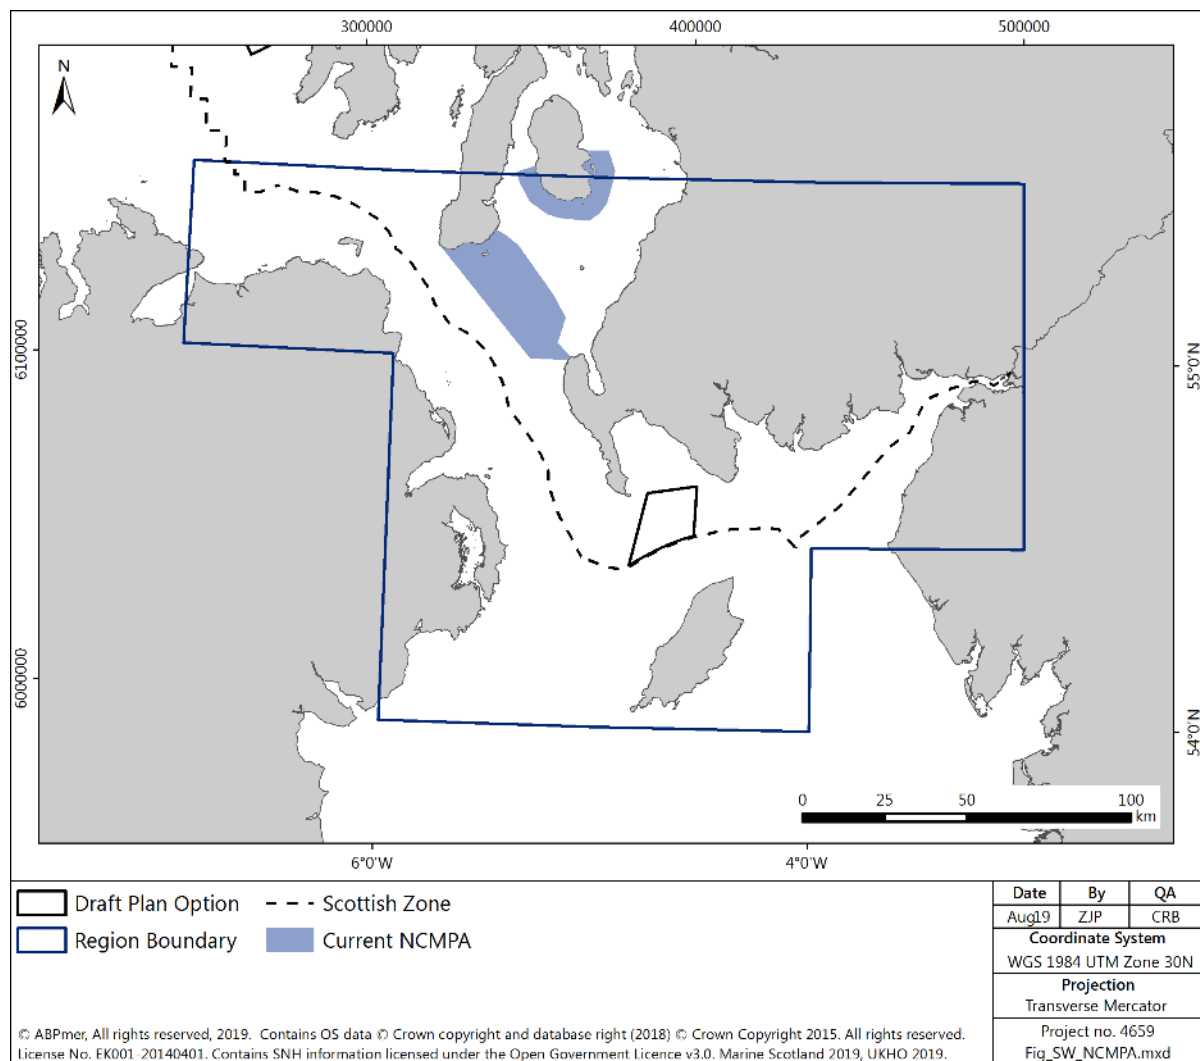 300000 400000 500000
N
6100000
55°0'N
6000000
54°0'N
0 25 50 100
km
6°0'W 4°0'W
Draft Plan Option Scottish Zone
Region Boundary Current NCMPA
Date By QA
Aug19 ZJP CRB
Coordinate System
WGS 1984 UTM Zone 30N
Projection
Transverse Mercator
Project no. 4659
Fig_SW_NCMPA.mxd
© ABPmer, All rights reserved, 2019. Contains OS data © Crown copyright and database right (2018) © Crown Copyright 2015. All rights reserved.
License No. EK001-20140401. Contains SNH information licensed under the Open Government Licence v3.0. Marine Scotland 2019, UKHO 2019.